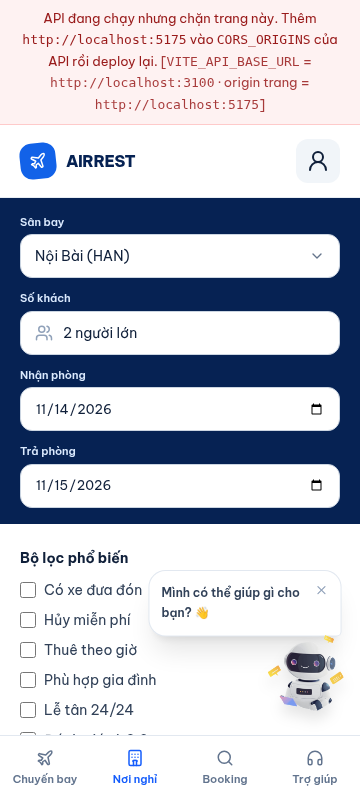 API đang chạy nhưng chặn trang này. Thêm
http://localhost:5175 vào CORS_ORIGINS của
API rồi deploy lại. [VITE_API_BASE_URL =
http://localhost:3100 · origin trang =
http://localhost:5175]
AIRREST
Sân bay
Nội Bài (HAN)
Số khách
2 người lớn
Nhận phòng
11/14/2026
Trả phòng
11/15/2026
Bộ lọc phổ biến
Có xe đưa đón
Hủy miễn phí
Thuê theo giờ
Phù hợp gia đình
Lễ tân 24/24
Mình có thể giúp gì cho
bạn? 👋
Chuyến bay
Nơi nghỉ
Booking
Trợ giúp